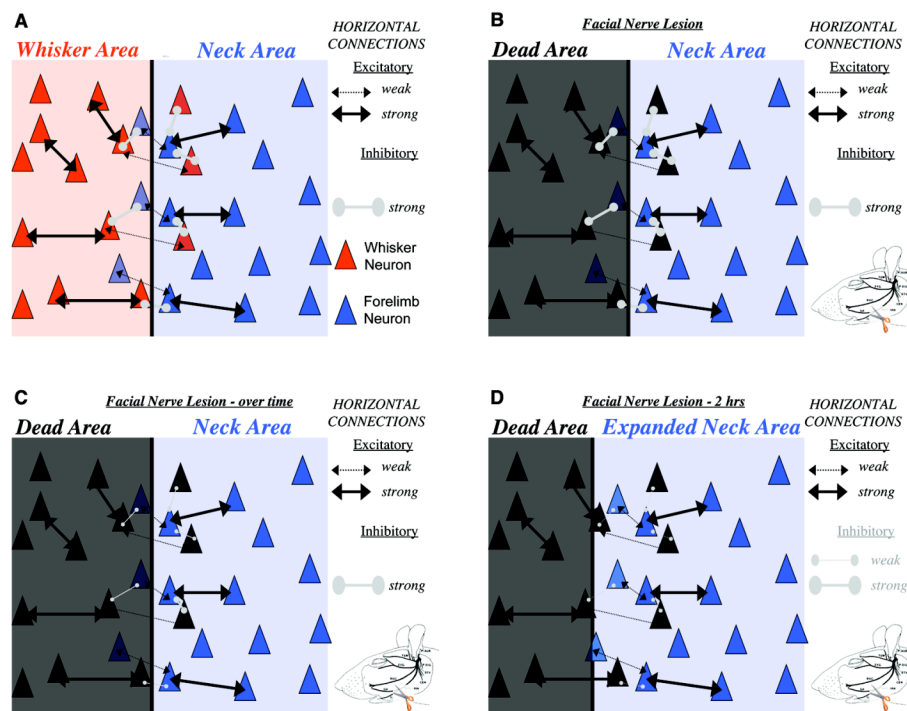 A
Whisker Area
Neck Area
HORIZONTAL
CONNECTIONS
Excitatory
weak
strong
Inhibitory
strong
Whisker
Neuron
Forelimb
Neuron
B
Facial Nerve Lesion
Dead Area
Neck Area
HORIZONTAL
CONNECTIONS
Excitatory
weak
strong
Inhibitory
strong
C
Facial Nerve Lesion - over time
Dead Area
Neck Area
HORIZONTAL
CONNECTIONS
Excitatory
weak
strong
Inhibitory
strong
D
Facial Nerve Lesion - 2 hrs
Dead Area
Expanded Neck Area
HORIZONTAL
CONNECTIONS
Excitatory
weak
strong
Inhibitory
weak
strong